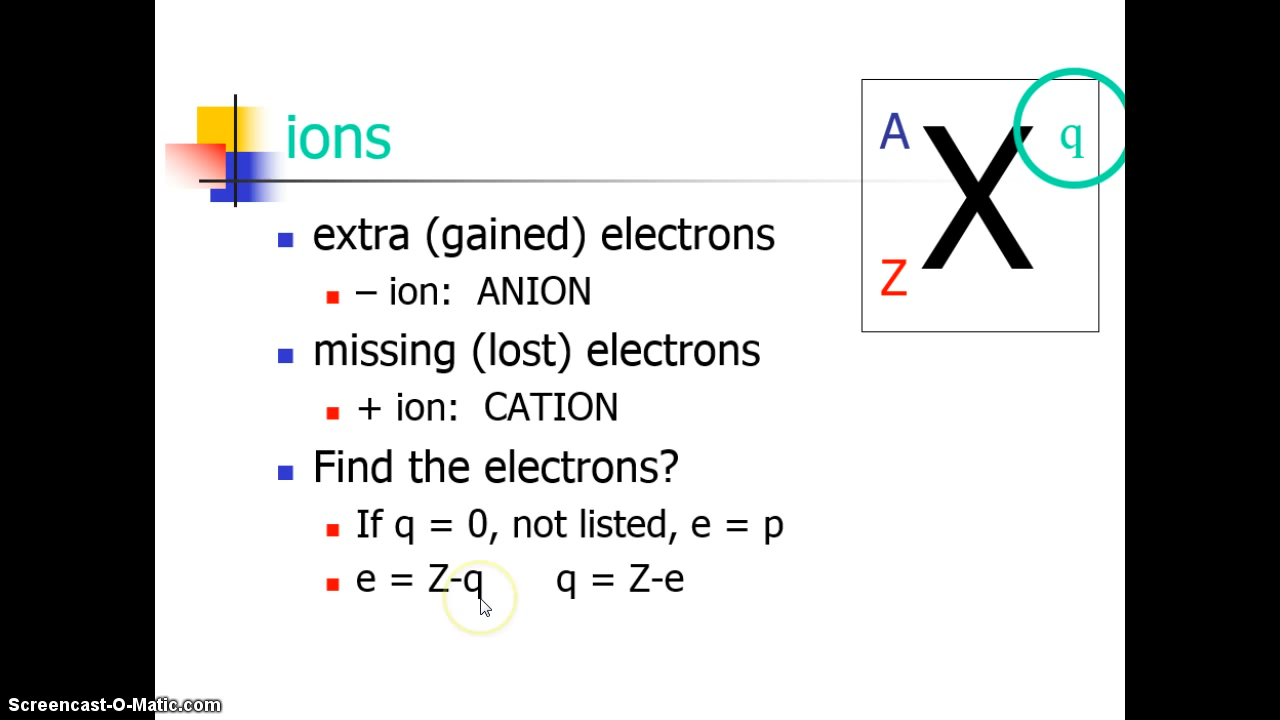 ions
A X q
Z
extra (gained) electrons
– ion: ANION
missing (lost) electrons
+ ion: CATION
Find the electrons?
If q = 0, not listed, e = p
e = Z-q q = Z-e
Screencast-O-Matic.com